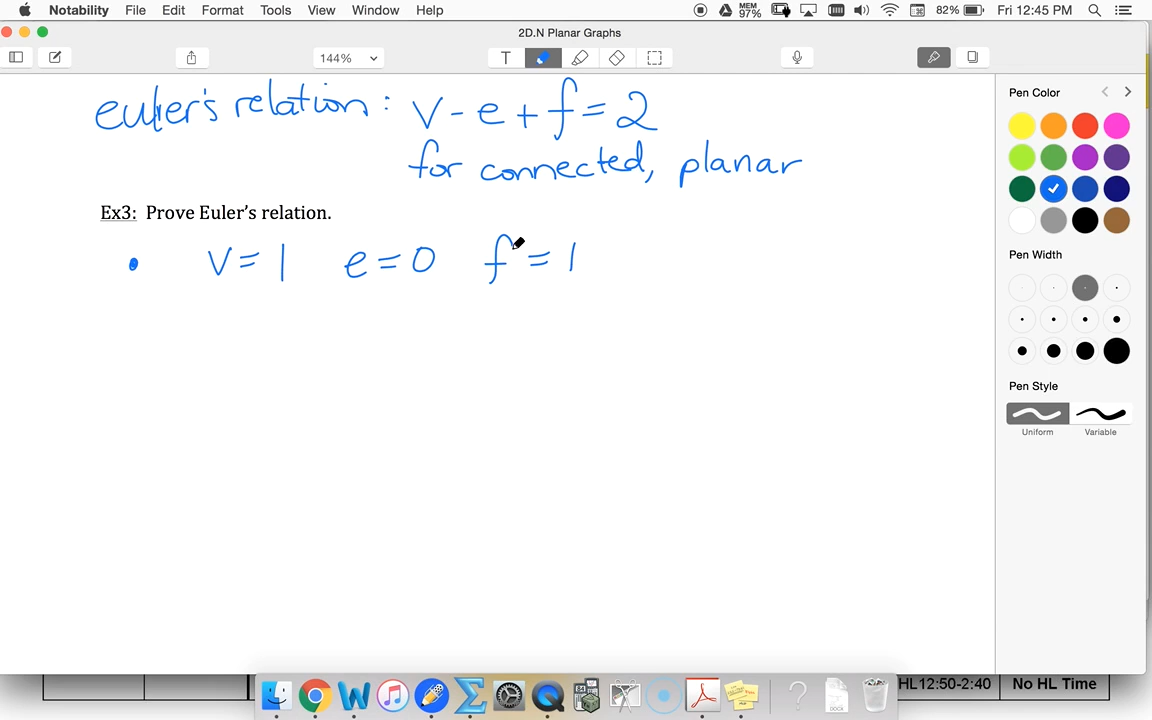 Notability File Edit Format Tools View Window Help MEM 97% 82% Fri 12:45 PM
2D.N Planar Graphs
144% T
Pen Color
euler's relation: v - e + f = 2
for connected, planar
Ex3: Prove Euler's relation.
v = 1 e = 0 f = 1
Pen Width
Pen Style
Uniform Variable
HL12:50-2:40 No HL Time